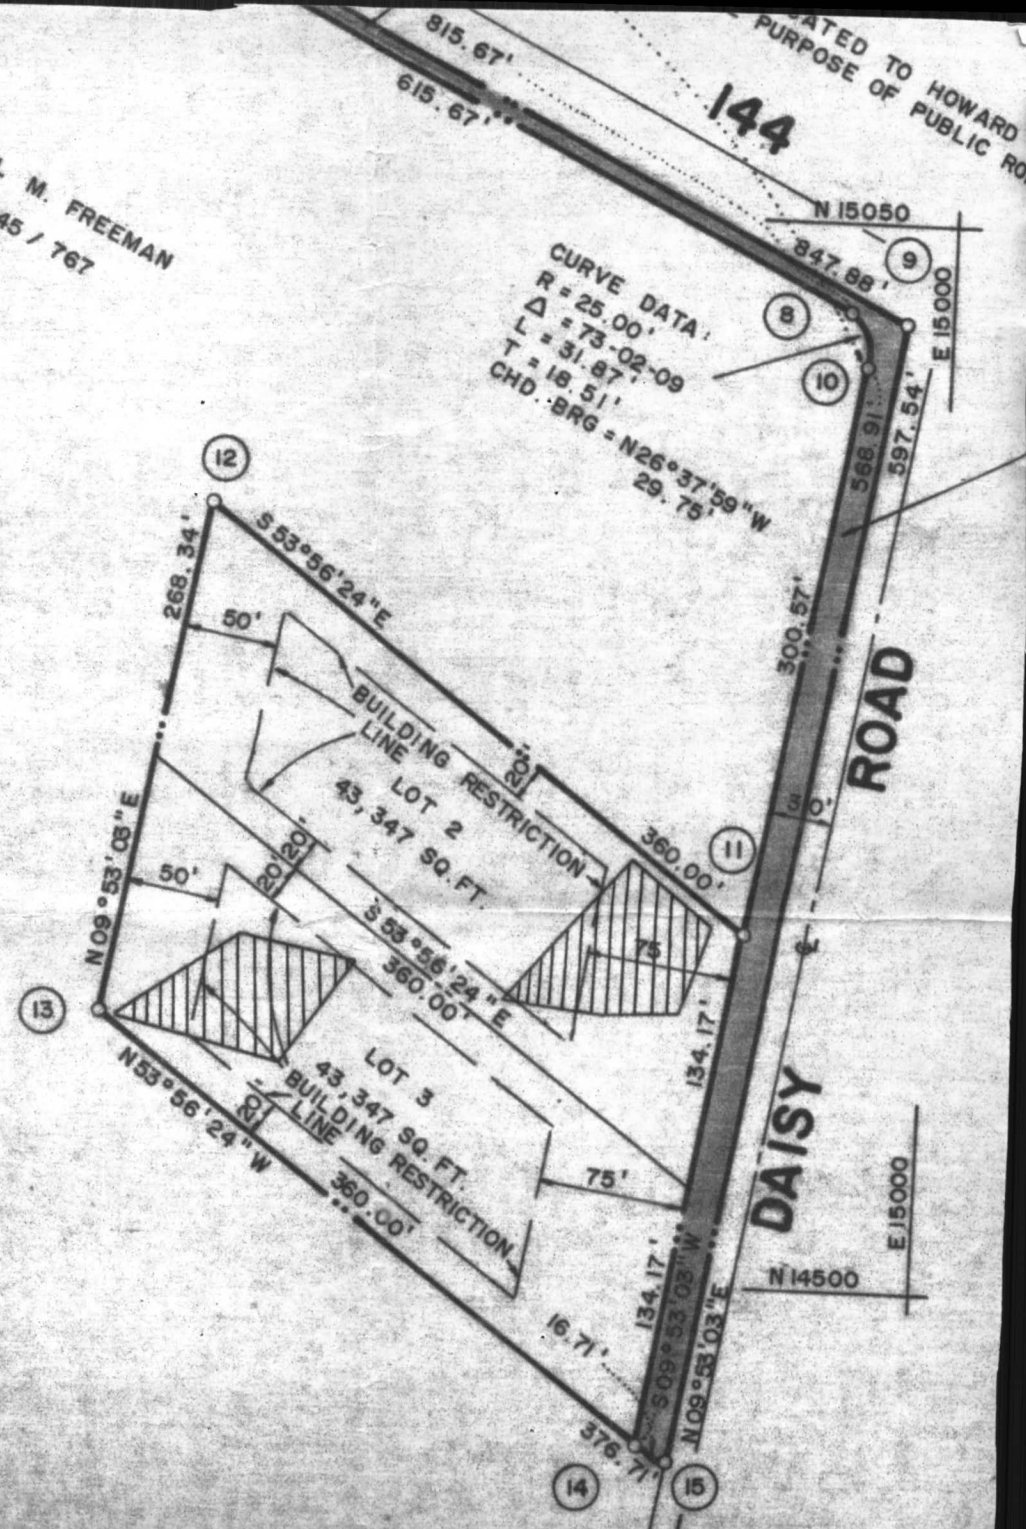 815.67'
615.67'
144
ATED TO HOWARD
PURPOSE OF PUBLIC
M. FREEMAN
45 / 767
N 15050
847.88'
9
E 15000
8
10
CURVE DATA:
R = 25.00'
Δ = 73-02-09
L = 31.87'
T = 18.51'
CHD. BRG = N26°37'59"W
29.75'
568.91
597.54'
12
S 53°56'24"E
268.34'
50'
300.57'
ROAD
BUILDING RESTRICTION
LINE
LOT 2
43,347 SQ. FT.
20'
360.00'
11
30'
N 09°53'03"E
50'
20'
20'
S 53°56'24"E
360.00'
75
℄
13
134.17'
LOT 3
43,347 SQ. FT.
BUILDING RESTRICTION
LINE
20'
N53°56'24"W
360.00'
75'
DAISY
E 15000
N 14500
134.17'
S 09°53'03"W
N 09°53'03"E
16.71'
376.71'
14
15